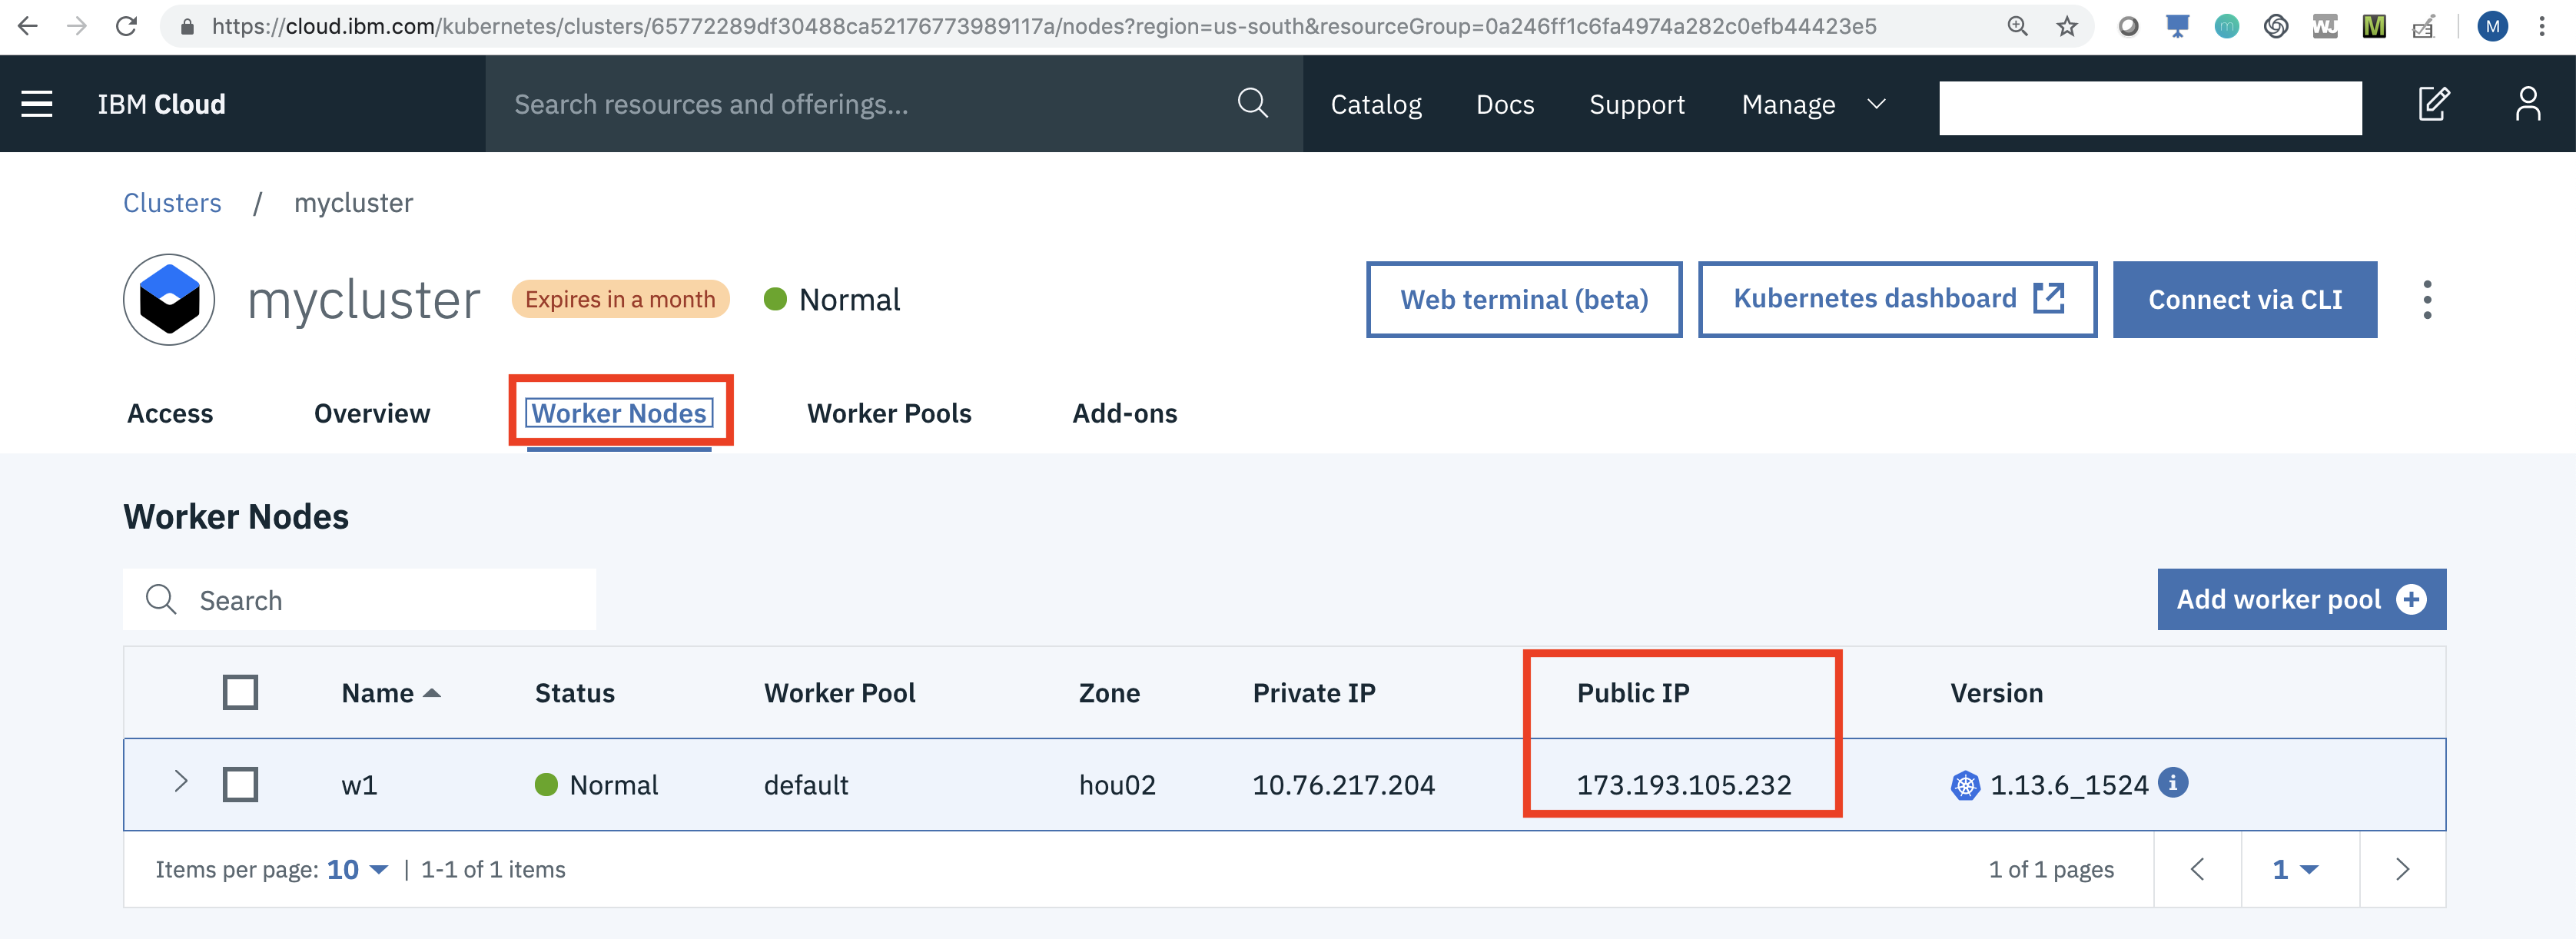 https://cloud.ibm.com/kubernetes/clusters/65772289df30488ca52176773989117a/nodes?region=us-south&resourceGroup=0a246ff1c6fa4974a282c0efb44423e5
m WJ M M
IBM Cloud Search resources and offerings... Catalog Docs Support Manage
Clusters / mycluster
mycluster Expires in a month Normal Web terminal (beta) Kubernetes dashboard Connect via CLI
Access Overview Worker Nodes Worker Pools Add-ons
Worker Nodes
Search Add worker pool
Name Status Worker Pool Zone Private IP Public IP Version
w1 Normal default hou02 10.76.217.204 173.193.105.232 1.13.6_1524
Items per page: 10 | 1-1 of 1 items 1 of 1 pages 1